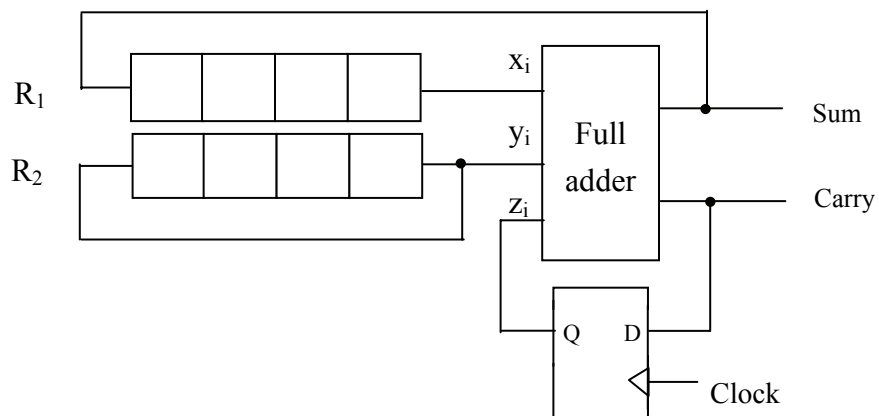 R₁
xᵢ
Sum
R₂
yᵢ
Full
adder
zᵢ
Carry
Q
D
Clock